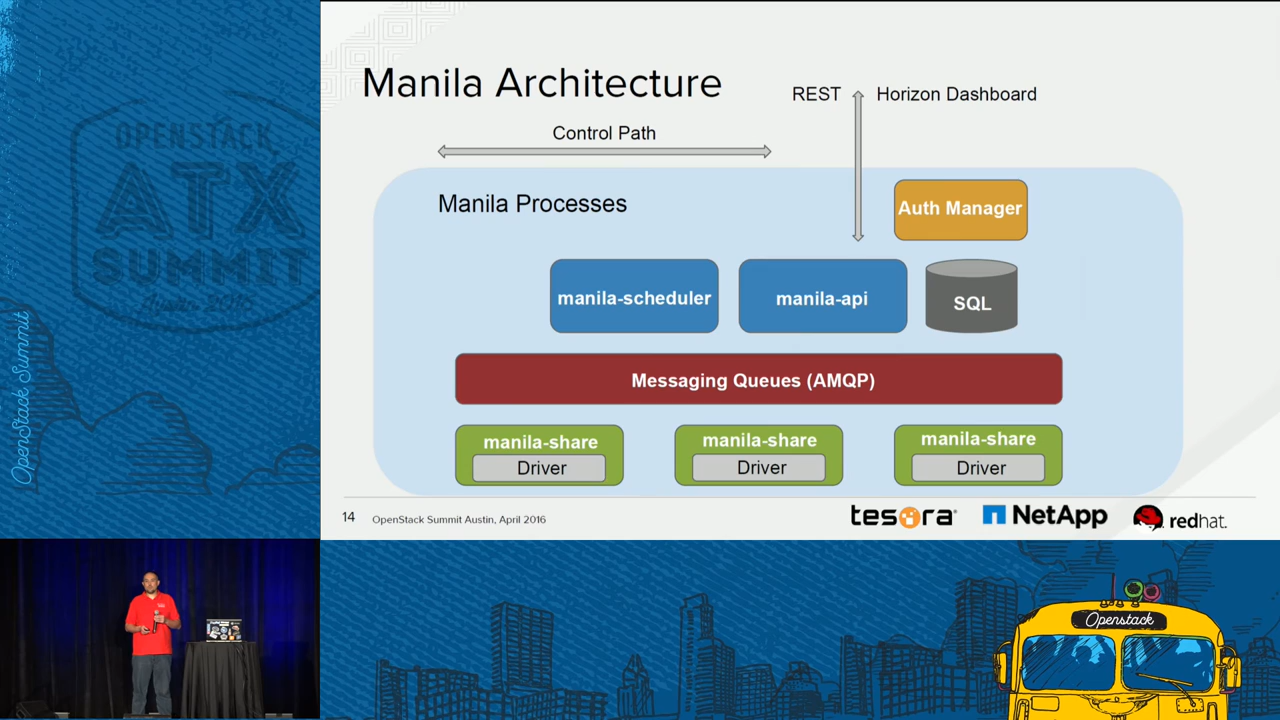 Manila Architecture
REST
Horizon Dashboard
Control Path
Manila Processes
Auth Manager
manila-scheduler
manila-api
SQL
Messaging Queues (AMQP)
manila-share
Driver
manila-share
Driver
manila-share
Driver
14
OpenStack Summit Austin, April 2016
tesora
NetApp
redhat.
OPENSTACK
ATX
SUMMIT
Austin 2016
OpenStack Summit
Openstack